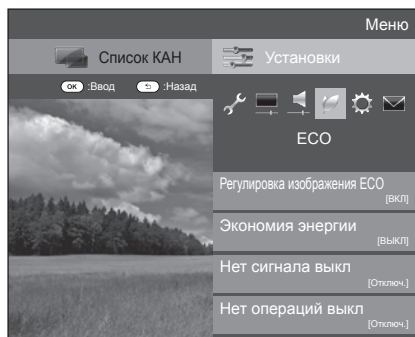 Меню
Список КАН
Установки
OK :Ввод :Назад
ECO
Регулировка изображения ECO
[ВКЛ]
Экономия энергии
[ВЫКЛ]
Нет сигнала выкл
[Отключ.]
Нет операций выкл
[Отключ.]